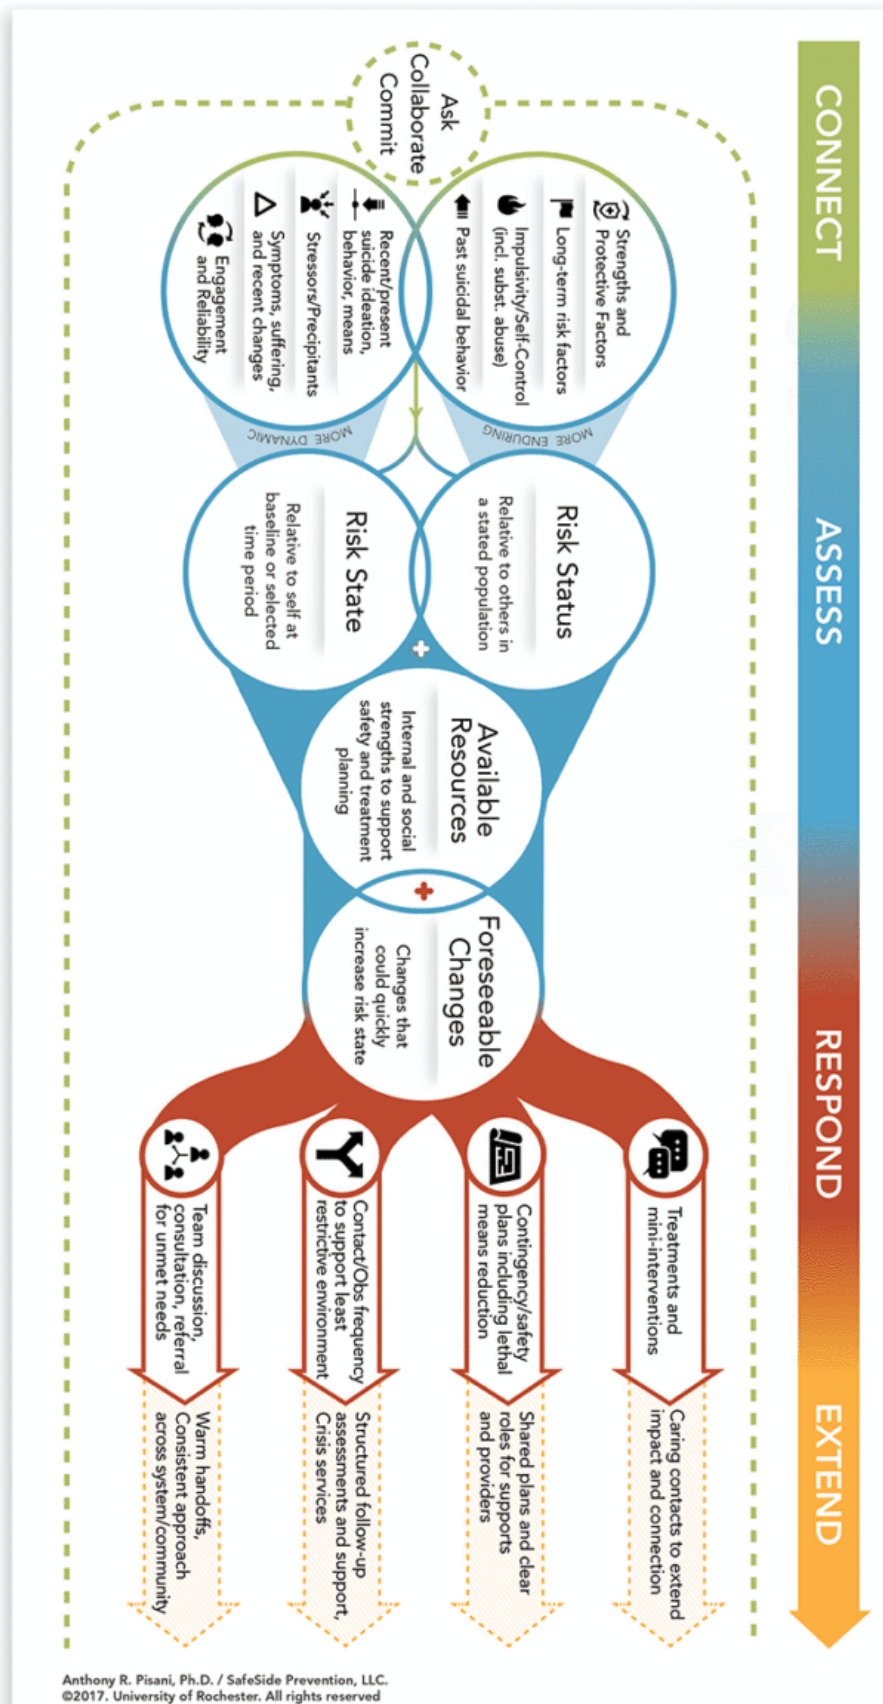 CONNECT
ASSESS
RESPOND
EXTEND
Ask
Collaborate
Commit
Strengths and
Protective Factors
Long-term risk factors
Impulsivity/Self-Control
(incl. subst. abuse)
Past suicidal behavior
Recent/present
suicide ideation,
behavior, means
Stressors/Precipitants
Symptoms, suffering,
and recent changes
Engagement
and Reliability
MORE ENDURING
MORE DYNAMIC
Risk Status
Relative to others in
a stated population
Risk State
Relative to self at
baseline or selected
time period
Available
Resources
Internal and social
strengths to support
safety and treatment
planning
Foreseeable
Changes
Changes that
could quickly
increase risk state
Treatments and
mini-interventions
Caring contacts to extend
impact and connection
Contingency/safety
plans including lethal
means reduction
Shared plans and clear
roles for supports
and providers
Contact/Obs frequency
to support least
restrictive environment
Structured follow-up
assessments and support,
Crisis services
Team discussion,
consultation, referral
for unmet needs
Warm handoffs,
Consistent approach
across system/community
Anthony R. Pisani, Ph.D. / SafeSide Prevention, LLC.
©2017. University of Rochester. All rights reserved